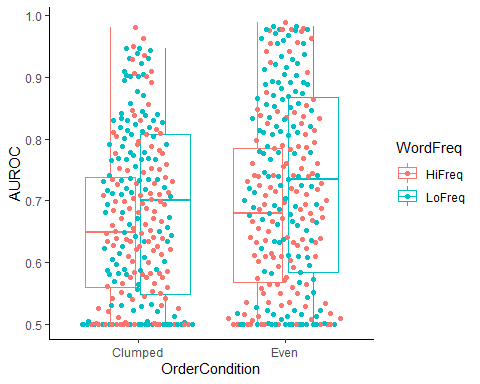 1.0
0.9
0.8
0.7
0.6
0.5
AUROC
Clumped Even
OrderCondition
WordFreq
HiFreq
LoFreq